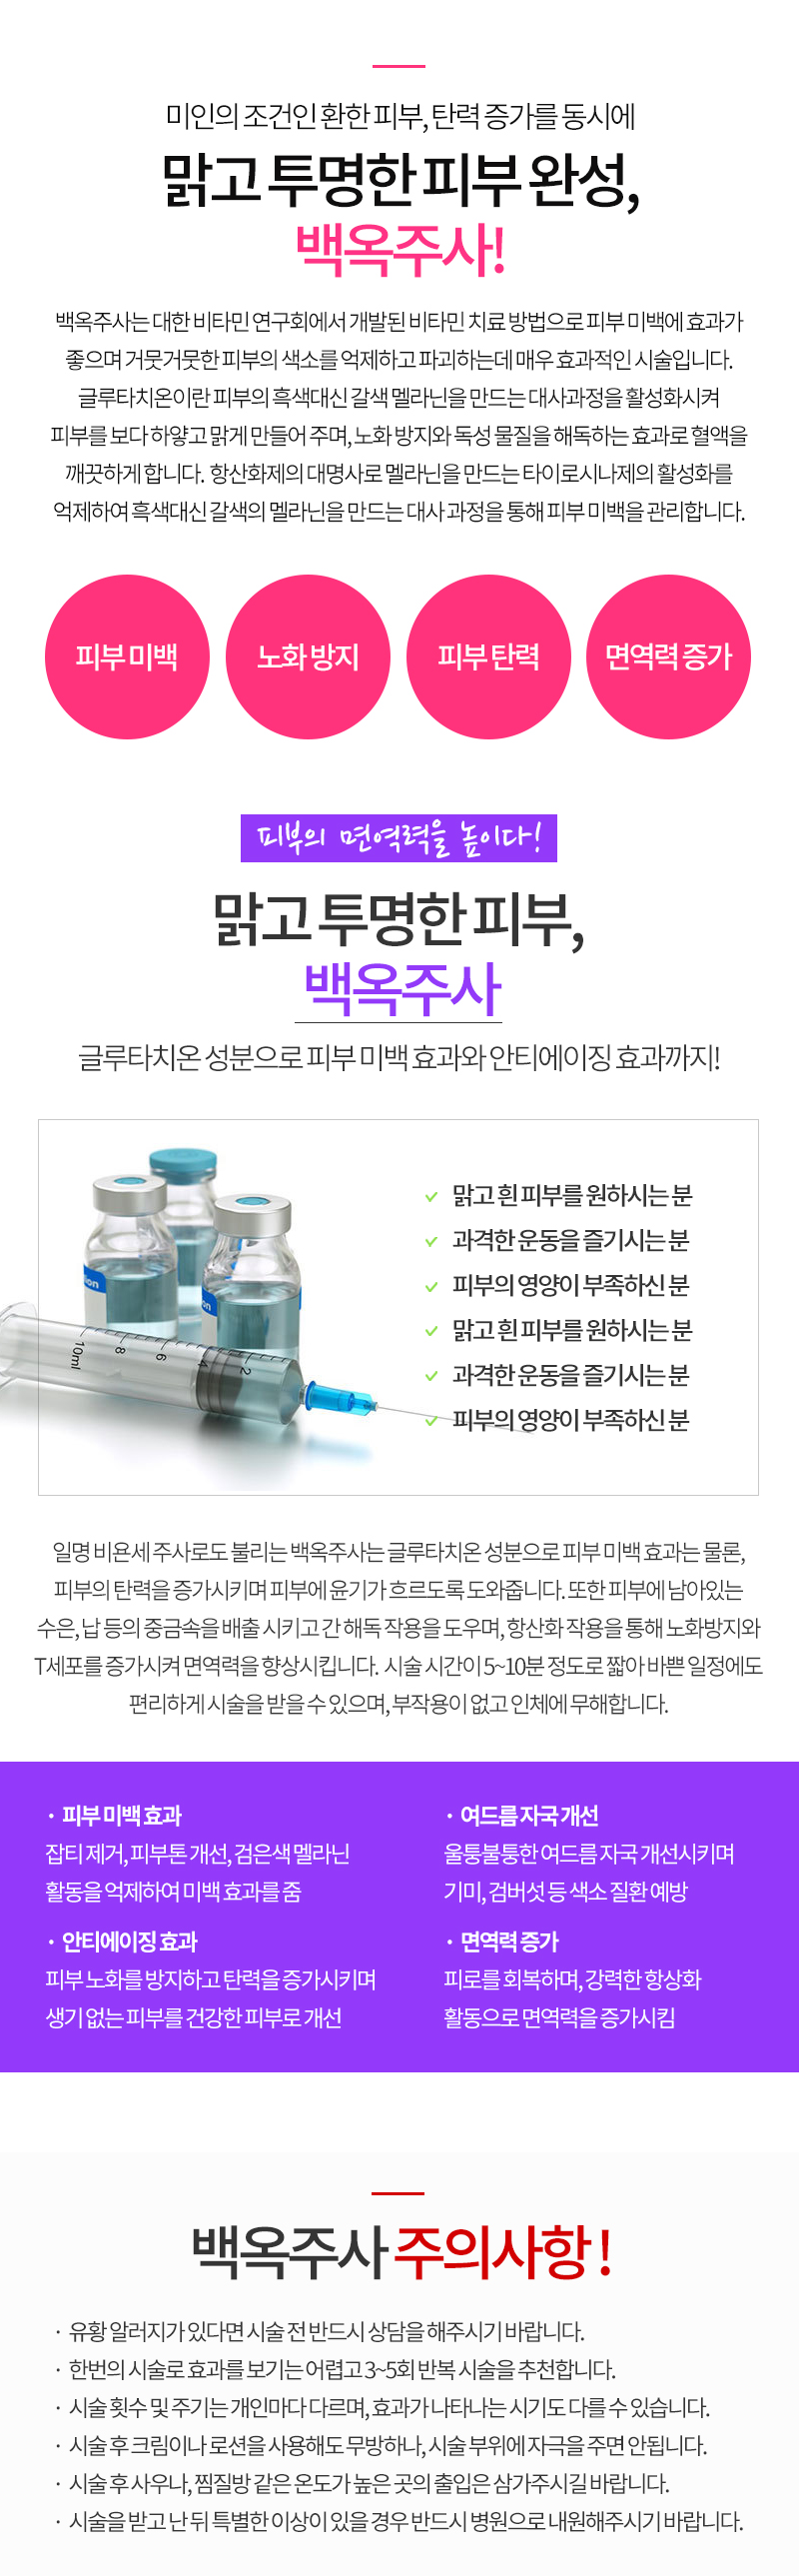 미인의 조건인 환한 피부, 탄력 증가를 동시에
맑고 투명한 피부 완성,
백옥주사!
백옥주사는 대한 비타민 연구회에서 개발된 비타민 치료 방법으로 피부 미백에 효과가
좋으며 거뭇거뭇한 피부의 색소를 억제하고 파괴하는데 매우 효과적인 시술입니다.
글루타치온이란 피부의 흑색대신 갈색 멜라닌을 만드는 대사과정을 활성화시켜
피부를 보다 하얗고 맑게 만들어 주며, 노화 방지와 독성 물질을 해독하는 효과로 혈액을
깨끗하게 합니다. 항산화제의 대명사로 멜라닌을 만드는 타이로시나제의 활성화를
억제하여 흑색대신 갈색의 멜라닌을 만드는 대사 과정을 통해 피부 미백을 관리합니다.
피부 미백
노화 방지
피부 탄력
면역력 증가
피부의 면역력을 높이다!
맑고 투명한 피부,
백옥주사
글루타치온 성분으로 피부 미백 효과와 안티에이징 효과까지!
맑고 흰 피부를 원하시는 분
과격한 운동을 즐기시는 분
피부의 영양이 부족하신 분
맑고 흰 피부를 원하시는 분
과격한 운동을 즐기시는 분
피부의 영양이 부족하신 분
tion
on
10ml 8 6 4 2
일명 비욘세 주사로도 불리는 백옥주사는 글루타치온 성분으로 피부 미백 효과는 물론,
피부의 탄력을 증가시키며 피부에 윤기가 흐르도록 도와줍니다. 또한 피부에 남아있는
수은, 납 등의 중금속을 배출 시키고 간 해독 작용을 도우며, 항산화 작용을 통해 노화방지와
T세포를 증가시켜 면역력을 향상시킵니다. 시술 시간이 5~10분 정도로 짧아 바쁜 일정에도
편리하게 시술을 받을 수 있으며, 부작용이 없고 인체에 무해합니다.
· 피부 미백 효과
잡티 제거, 피부톤 개선, 검은색 멜라닌
활동을 억제하여 미백 효과를 줌
· 여드름 자국 개선
울퉁불퉁한 여드름 자국 개선시키며
기미, 검버섯 등 색소 질환 예방
· 안티에이징 효과
피부 노화를 방지하고 탄력을 증가시키며
생기 없는 피부를 건강한 피부로 개선
· 면역력 증가
피로를 회복하며, 강력한 항상화
활동으로 면역력을 증가시킴
백옥주사 주의사항 !
· 유황 알러지가 있다면 시술 전 반드시 상담을 해주시기 바랍니다.
· 한번의 시술로 효과를 보기는 어렵고 3~5회 반복 시술을 추천합니다.
· 시술 횟수 및 주기는 개인마다 다르며, 효과가 나타나는 시기도 다를 수 있습니다.
· 시술 후 크림이나 로션을 사용해도 무방하나, 시술 부위에 자극을 주면 안됩니다.
· 시술 후 사우나, 찜질방 같은 온도가 높은 곳의 출입은 삼가주시길 바랍니다.
· 시술을 받고 난 뒤 특별한 이상이 있을 경우 반드시 병원으로 내원해주시기 바랍니다.